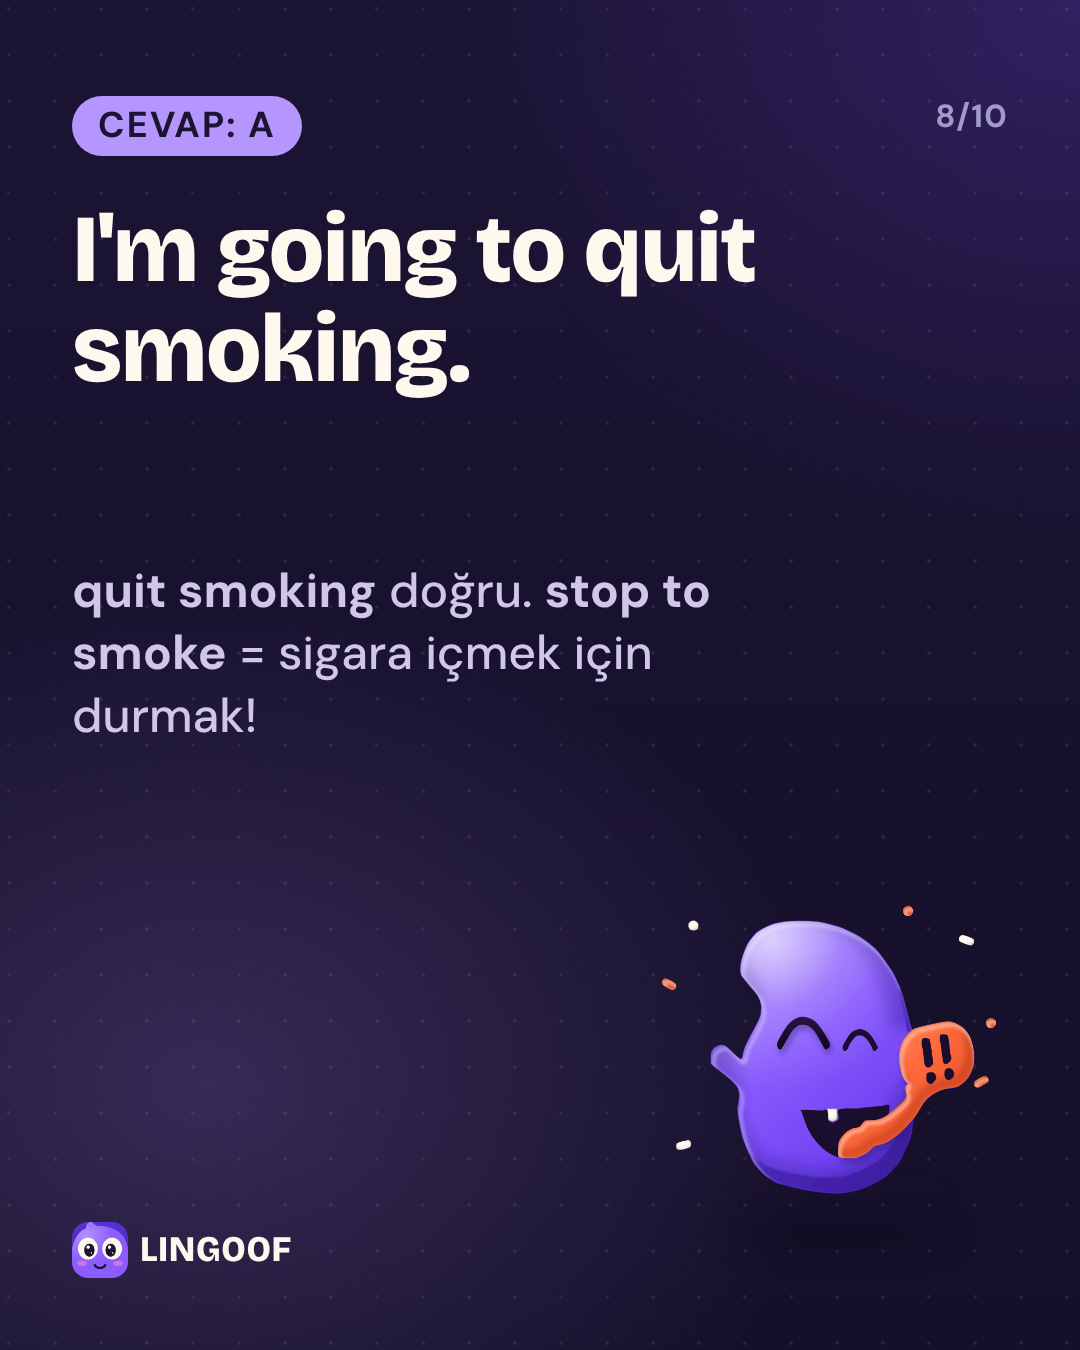 CEVAP: A
8/10
I'm going to quit
smoking.
quit smoking doğru. stop to
smoke = sigara içmek için
durmak!
!!
LINGOOF